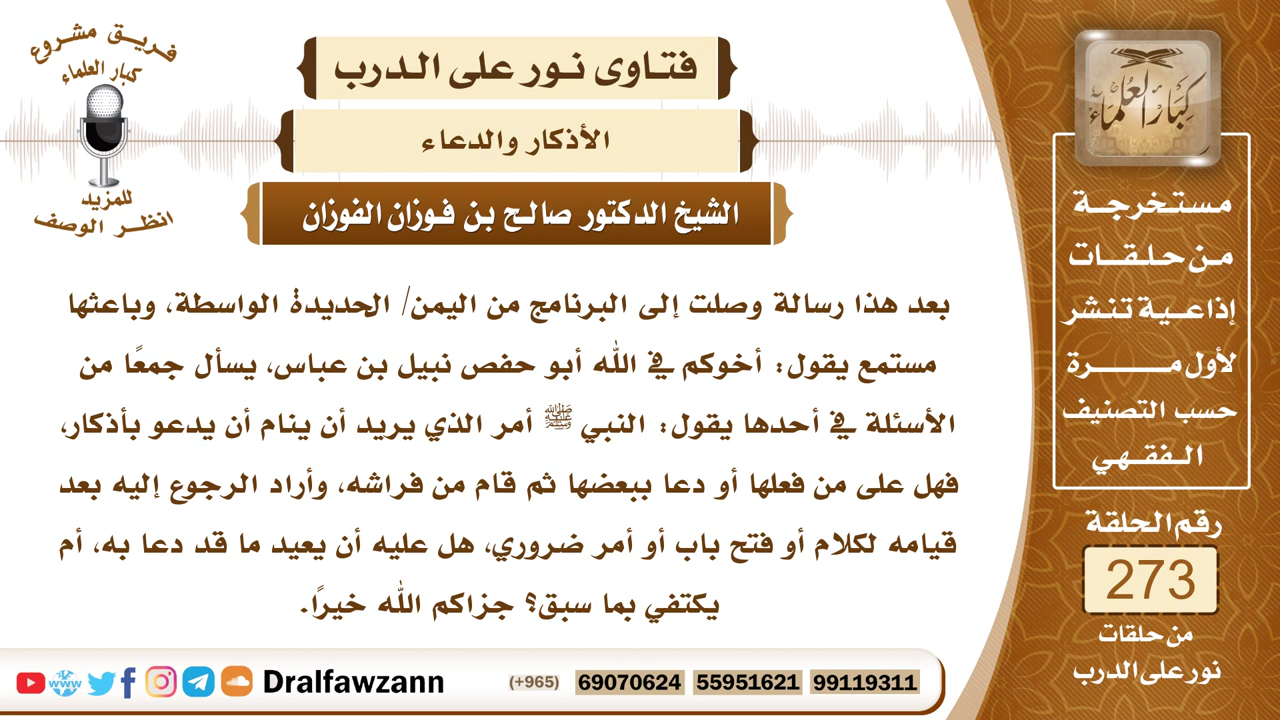 فريق مشروع
كبار العلماء
للمزيد
انظر الوصف
فتاوى نور على الدرب
الأذكار والدعاء
الشيخ الدكتور صالح بن فوزان الفوزان
بعد هذا رسالة وصلت إلى البرنامج من اليمن/ الحديدة الواسطة، وباعثها
مستمع يقول: أخوكم في الله أبو حفص نبيل بن عباس، يسأل جمعًا من
الأسئلة في أحدها يقول: النبي ﷺ أمر الذي يريد أن ينام أن يدعو بأذكار،
فهل على من فعلها أو دعا ببعضها ثم قام من فراشه، وأراد الرجوع إليه بعد
قيامه لكلام أو فتح باب أو أمر ضروري، هل عليه أن يعيد ما قد دعا به، أم
يكتفي بما سبق؟ جزاكم الله خيرًا.
كبار العلماء
مستخرجة
من حلقات
إذاعية تنشر
لأول مرة
حسب التصنيف
الفقهي
رقم الحلقة
273
من حلقات
نور على الدرب
www
Dralfawzann (+965) 69070624 55951621 99119311